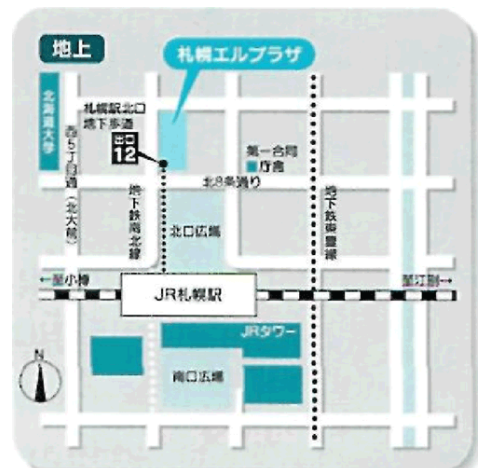 地上
札幌エルプラザ
北海道大学
西5丁目通(北大前)
札幌駅北口
地下歩道
出口
12
第一合同
庁舎
北8条通り
地下鉄南北線
地下鉄東豊線
北口広場
←至小樽
至江別→
JR札幌駅
JRタワー
南口広場
N